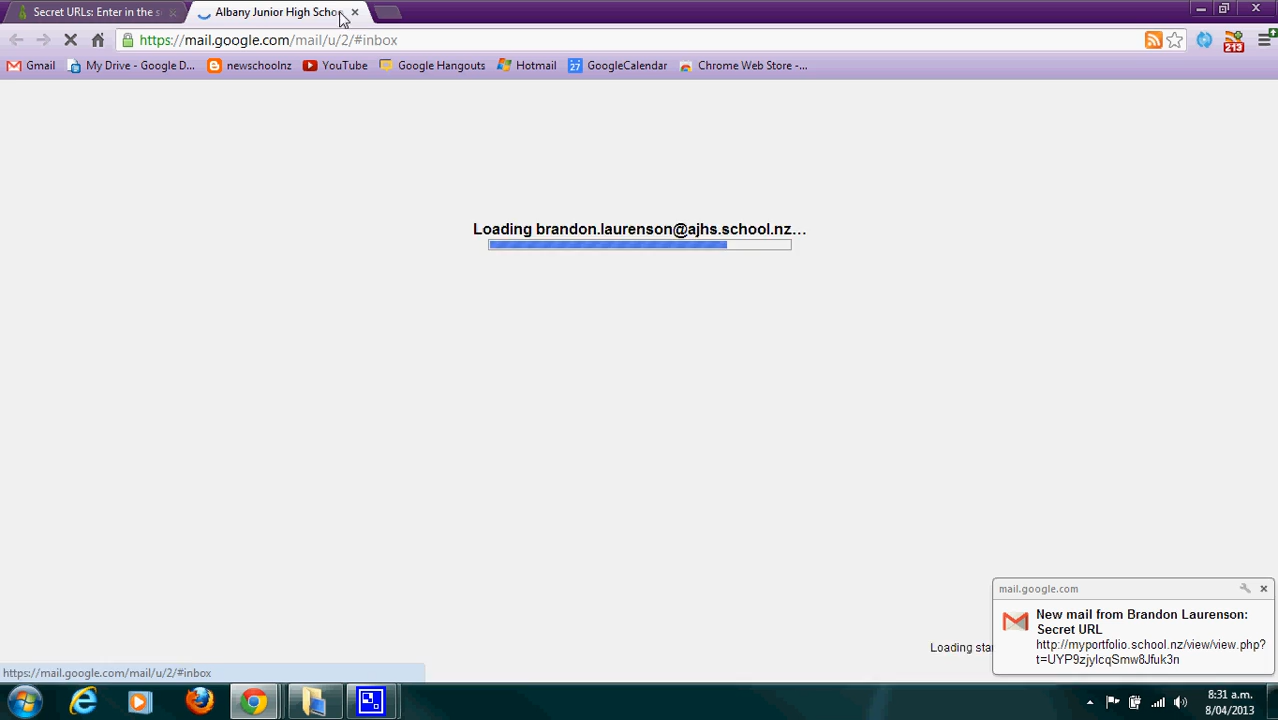 Secret URLs: Enter in the s
Albany Junior High Schoo
https://mail.google.com/mail/u/2/#inbox
213
Gmail
My Drive - Google D...
newschoolnz
YouTube
Google Hangouts
Hotmail
27
GoogleCalendar
Chrome Web Store -...
Loading brandon.laurenson@ajhs.school.nz…
mail.google.com
New mail from Brandon Laurenson:
Secret URL
http://myportfolio.school.nz/view/view.php?
t=UYP9zjylcqSmw8Jfuk3n
Loading sta
https://mail.google.com/mail/u/2/#inbox
8:31 a.m.
8/04/2013